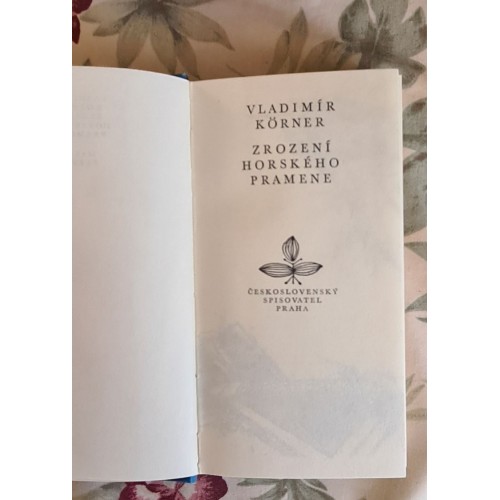 VLADIMÍR
KÖRNER
ZROZENÍ
HORSKÉHO
PRAMENE
ČESKOSLOVENSKÝ
SPISOVATEL
PRAHA